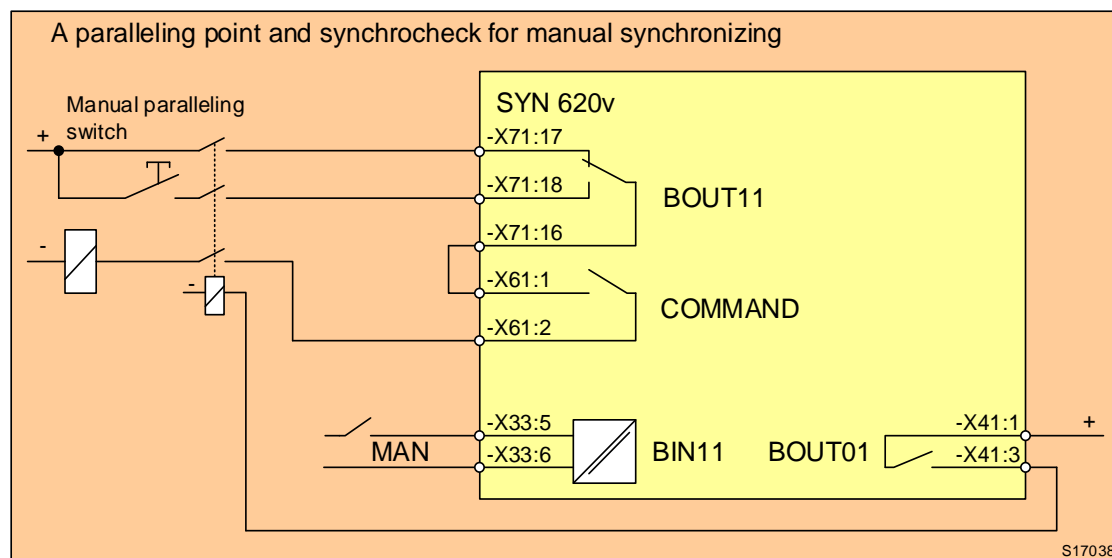 A paralleling point and synchrocheck for manual synchronizing
SYN 620v
Manual paralleling
switch
+
-X71:17
-X71:18
BOUT11
-X71:16
-
-
-X61:1
COMMAND
-X61:2
-X33:5
-X41:1
+
MAN
-X33:6
BIN11
BOUT01
-X41:3
S17038